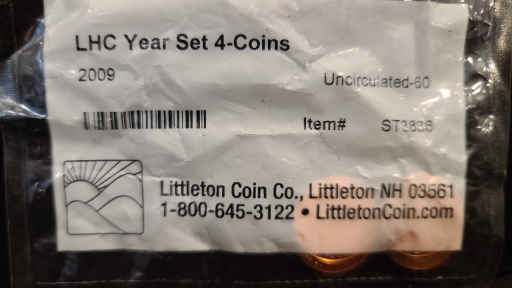 LHC Year Set 4-Coins
2009 Uncirculated-60
Item# ST3836
Littleton Coin Co., Littleton NH 03561
1-800-645-3122 • LittletonCoin.com